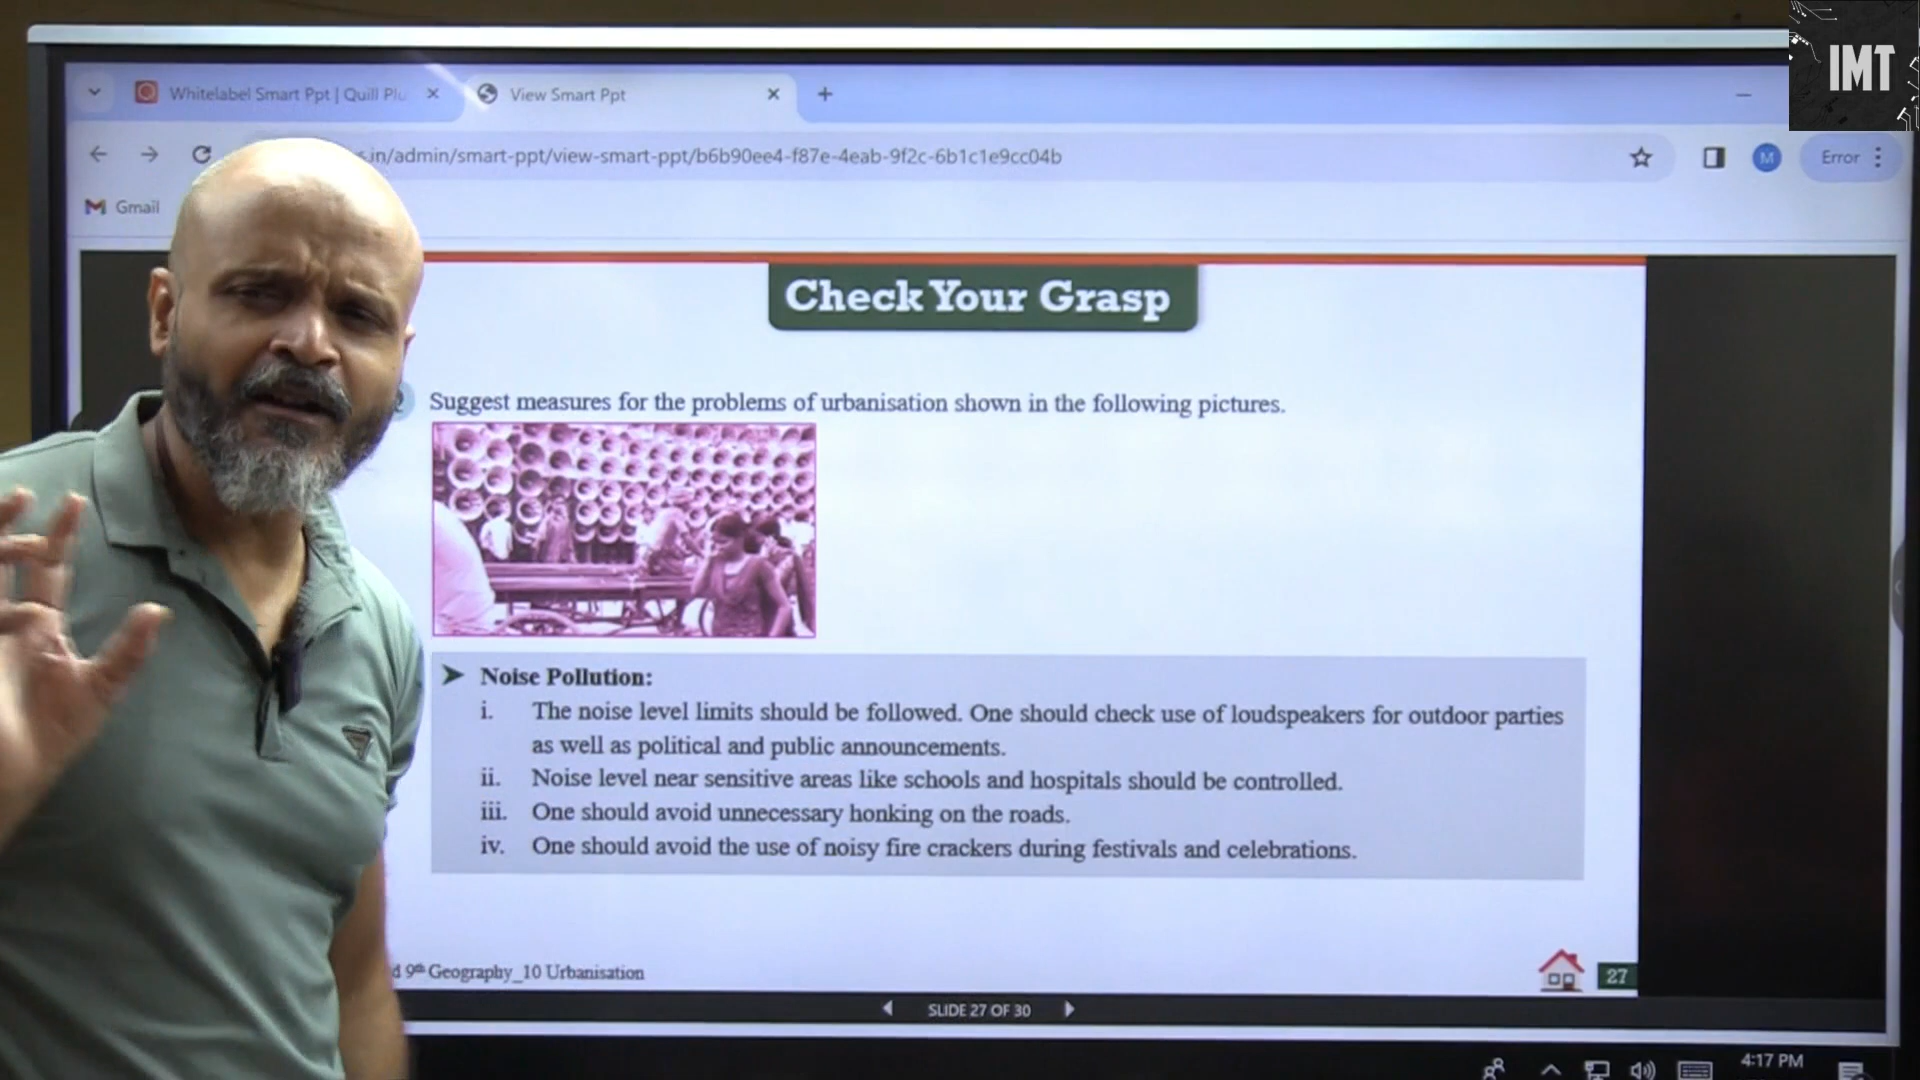 IMT
Whitelabel Smart Ppt | Quill Plu
View Smart Ppt
.in/admin/smart-ppt/view-smart-ppt/b6b90ee4-f87e-4eab-9f2c-6b1c1e9cc04b
M
Error
Gmail
Check Your Grasp
Suggest measures for the problems of urbanisation shown in the following pictures.
➤ Noise Pollution:
i. The noise level limits should be followed. One should check use of loudspeakers for outdoor parties
as well as political and public announcements.
ii. Noise level near sensitive areas like schools and hospitals should be controlled.
iii. One should avoid unnecessary honking on the roads.
iv. One should avoid the use of noisy fire crackers during festivals and celebrations.
d 9th Geography_10 Urbanisation
27
SLIDE 27 OF 30
4:17 PM